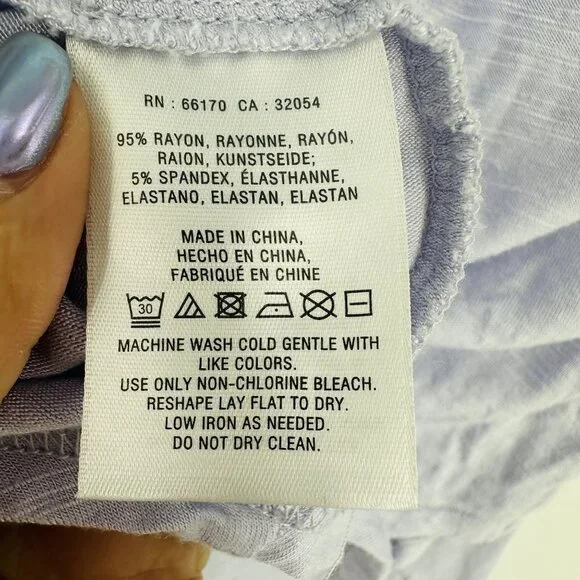 RN : 66170 CA : 32054
95% RAYON, RAYONNE, RAYÓN,
RAION, KUNSTSEIDE;
5% SPANDEX, ÉLASTHANNE,
ELASTANO, ELASTAN, ELASTAN
MADE IN CHINA,
HECHO EN CHINA,
FABRIQUÉ EN CHINE
30
MACHINE WASH COLD GENTLE WITH
LIKE COLORS.
USE ONLY NON-CHLORINE BLEACH.
RESHAPE LAY FLAT TO DRY.
LOW IRON AS NEEDED.
DO NOT DRY CLEAN.